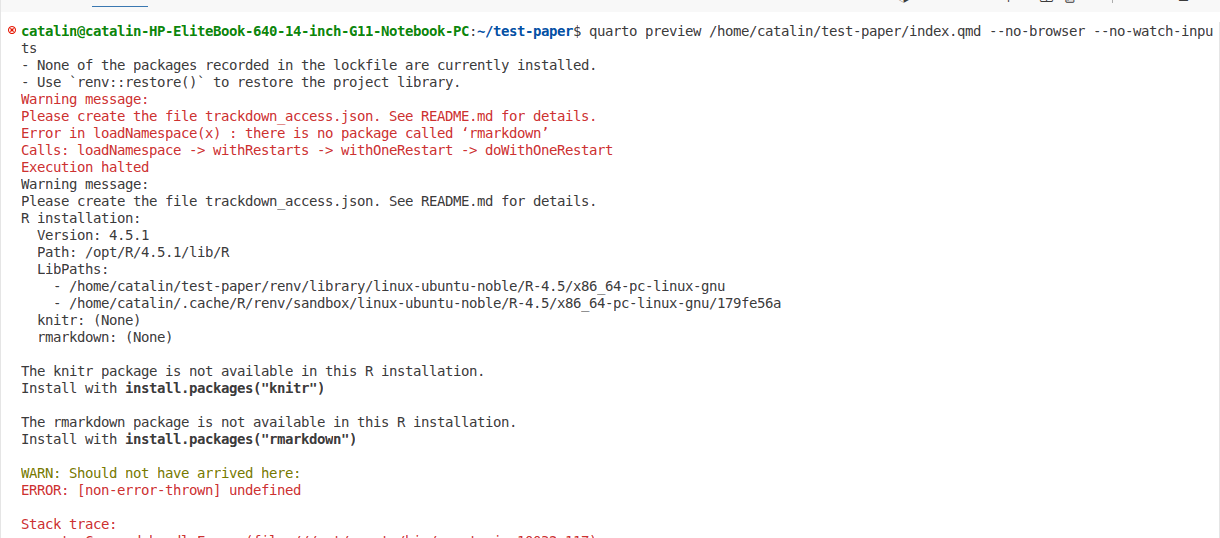 catalin@catalin-HP-EliteBook-640-14-inch-G11-Notebook-PC:~/test-paper$ quarto preview /home/catalin/test-paper/index.qmd --no-browser --no-watch-inpu
ts
- None of the packages recorded in the lockfile are currently installed.
- Use `renv::restore()` to restore the project library.
Warning message:
Please create the file trackdown_access.json. See README.md for details.
Error in loadNamespace(x) : there is no package called ‘rmarkdown’
Calls: loadNamespace -> withRestarts -> withOneRestart -> doWithOneRestart
Execution halted
Warning message:
Please create the file trackdown_access.json. See README.md for details.
R installation:
  Version: 4.5.1
  Path: /opt/R/4.5.1/lib/R
  LibPaths:
    - /home/catalin/test-paper/renv/library/linux-ubuntu-noble/R-4.5/x86_64-pc-linux-gnu
    - /home/catalin/.cache/R/renv/sandbox/linux-ubuntu-noble/R-4.5/x86_64-pc-linux-gnu/179fe56a
  knitr: (None)
  rmarkdown: (None)
The knitr package is not available in this R installation.
Install with install.packages("knitr")
The rmarkdown package is not available in this R installation.
Install with install.packages("rmarkdown")
WARN: Should not have arrived here:
ERROR: [non-error-thrown] undefined
Stack trace: